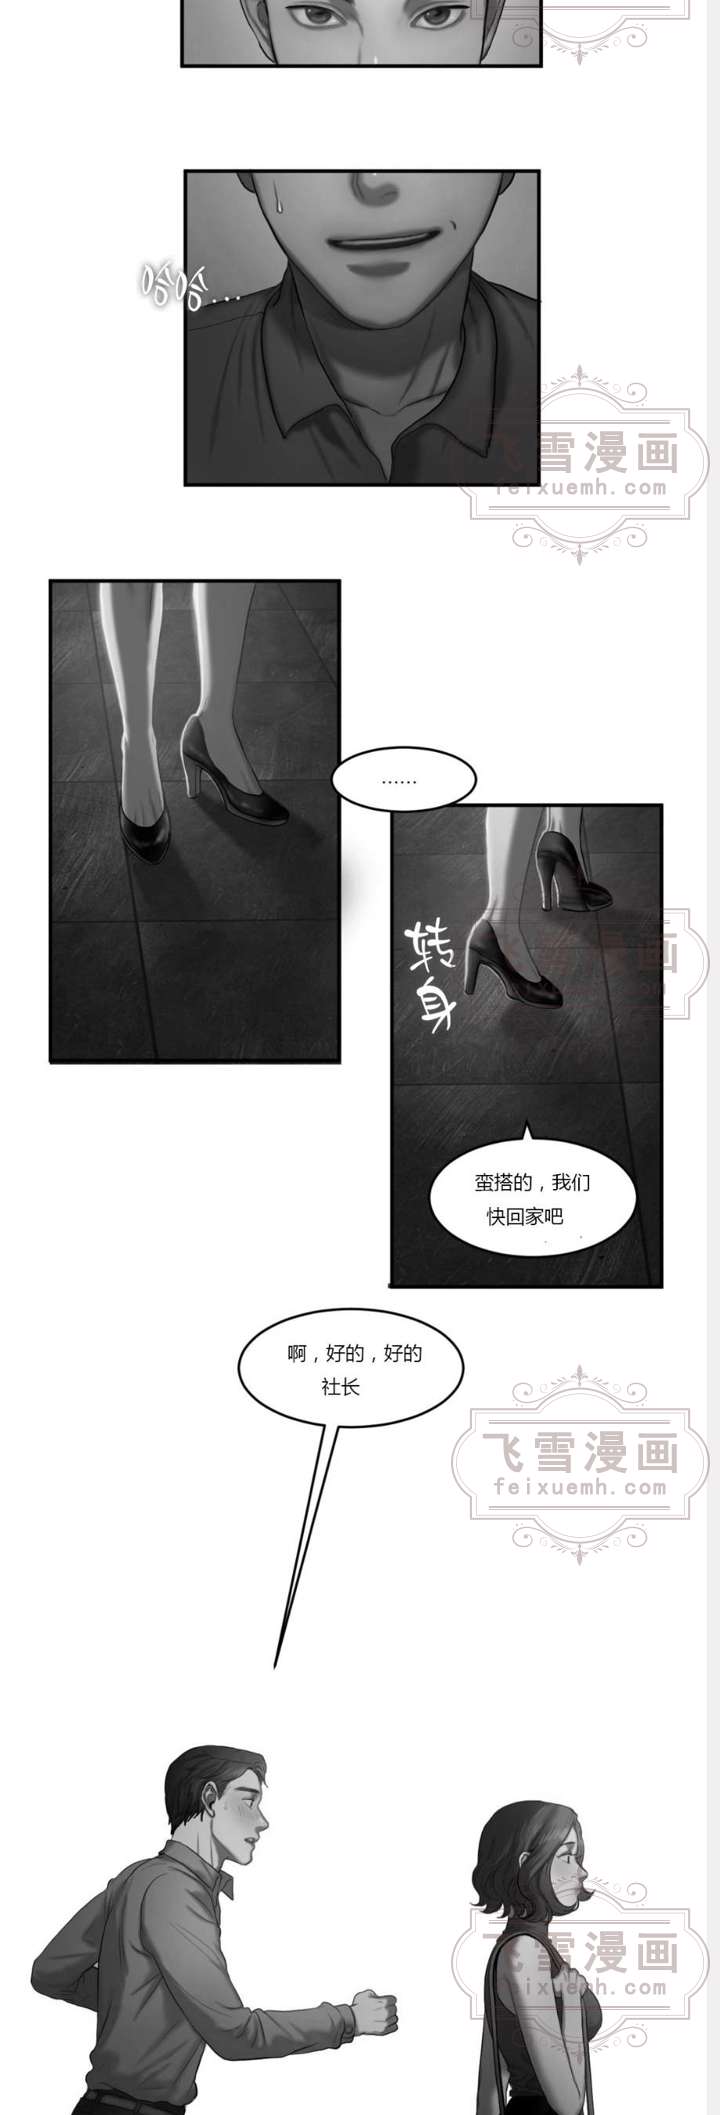 哈哈...
飞雪漫画
feixuemh.com
......
转身
飞雪漫画
蛮搭的，我们
快回家吧
啊，好的，好的
社长
飞雪漫画
feixuemh.com
飞雪漫画
feixuemh.com